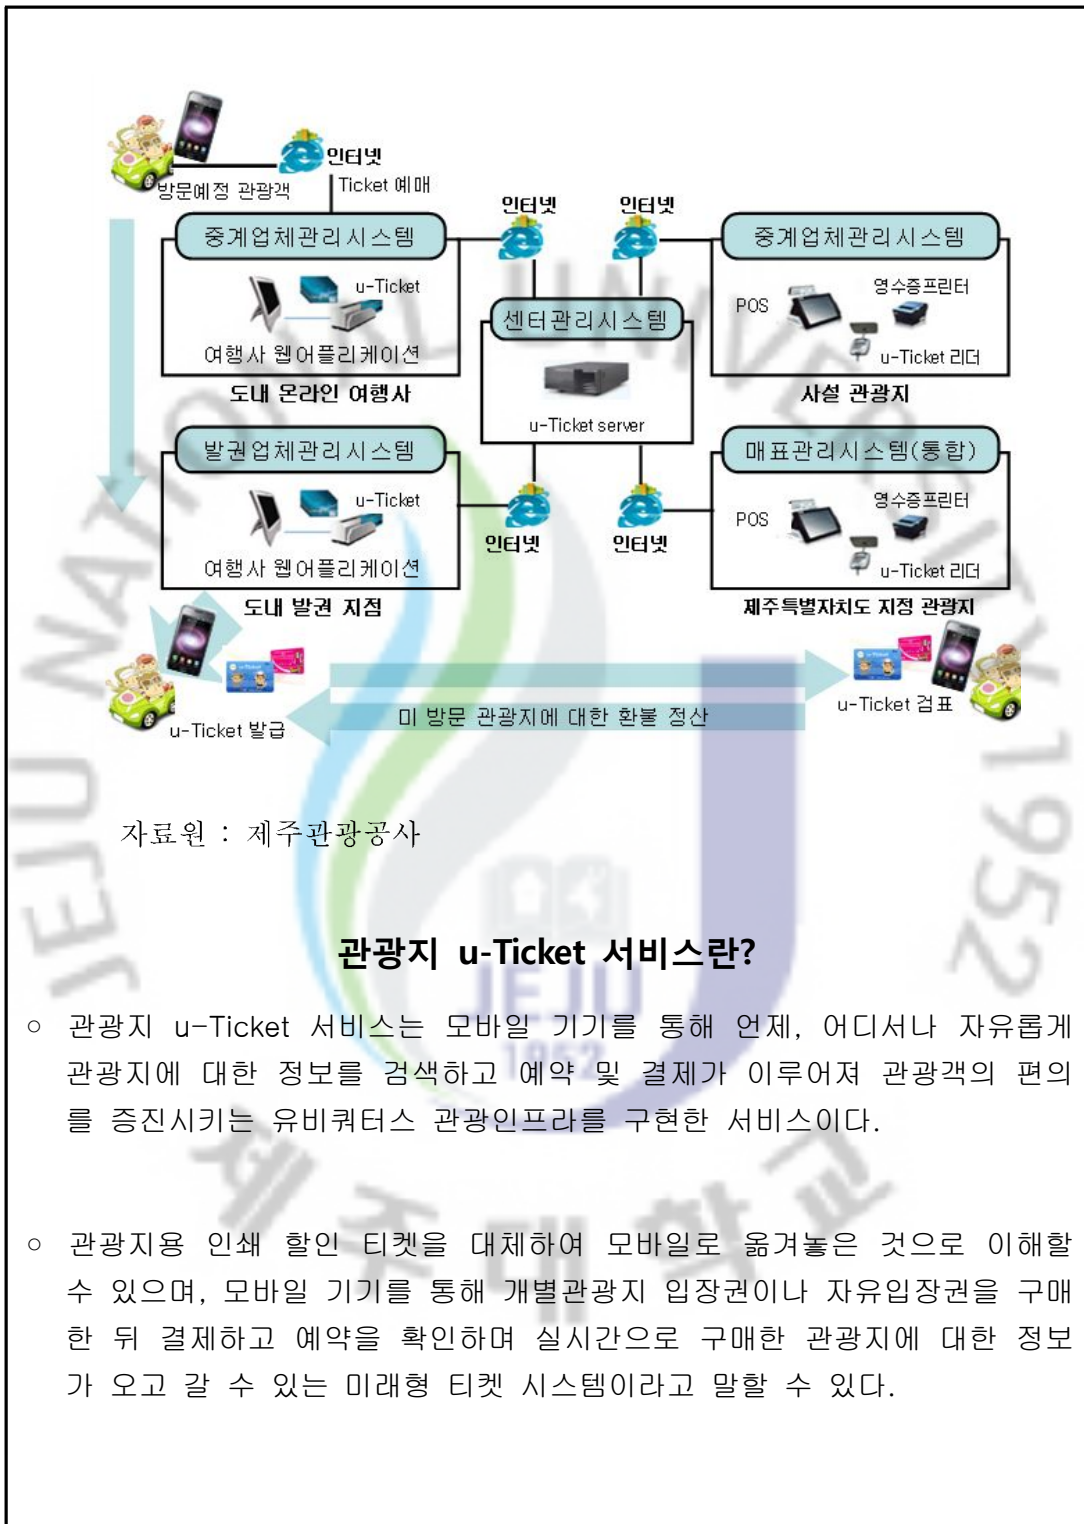 인터넷
방문예정 관광객
Ticket 예매
인터넷
인터넷
중계업체관리시스템
u-Ticket
여행사 웹어플리케이션
도내 온라인 여행사
센터관리시스템
u-Ticket server
중계업체관리시스템
POS
영수증프린터
u-Ticket 리더
사설 관광지
발권업체관리시스템
u-Ticket
여행사 웹어플리케이션
도내 발권 지점
인터넷
인터넷
매표관리시스템(통합)
POS
영수증프린터
u-Ticket 리더
제주특별자치도 지정 관광지
u-Ticket 발급
미 방문 관광지에 대한 환불 정산
u-Ticket 검표
자료원 : 제주관광공사
관광지 u-Ticket 서비스란?
○ 관광지 u-Ticket 서비스는 모바일 기기를 통해 언제, 어디서나 자유롭게
관광지에 대한 정보를 검색하고 예약 및 결제가 이루어져 관광객의 편의
를 증진시키는 유비쿼터스 관광인프라를 구현한 서비스이다.
○ 관광지용 인쇄 할인 티켓을 대체하여 모바일로 옮겨놓은 것으로 이해할
수 있으며, 모바일 기기를 통해 개별관광지 입장권이나 자유입장권을 구매
한 뒤 결제하고 예약을 확인하며 실시간으로 구매한 관광지에 대한 정보
가 오고 갈 수 있는 미래형 티켓 시스템이라고 말할 수 있다.
JEJU NATIONAL UNIVERSITY 1952
JEJU
1952
제주대학교